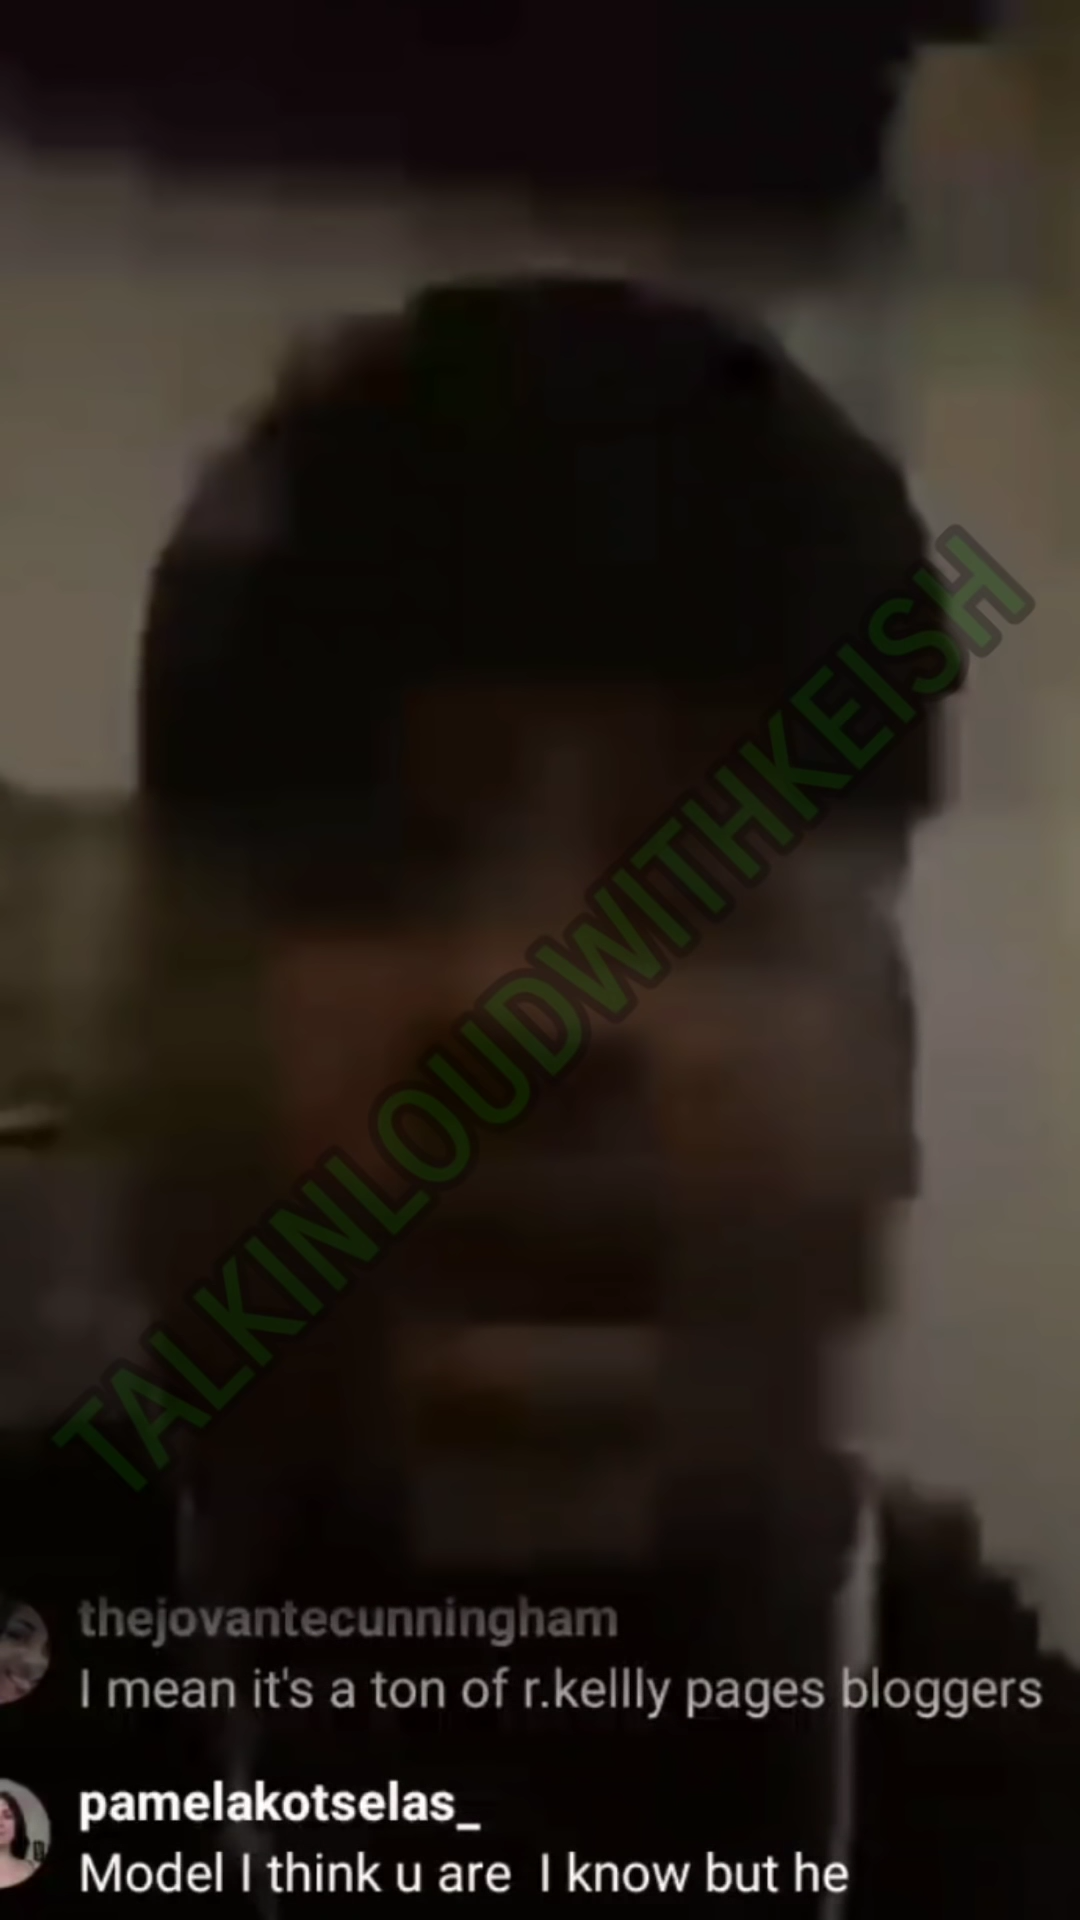 TALKINLOUDWITHKEISH
thejovantecunningham
I mean it's a ton of r.kellly pages bloggers
pamelakotselas_
Model I think u are  I know but he